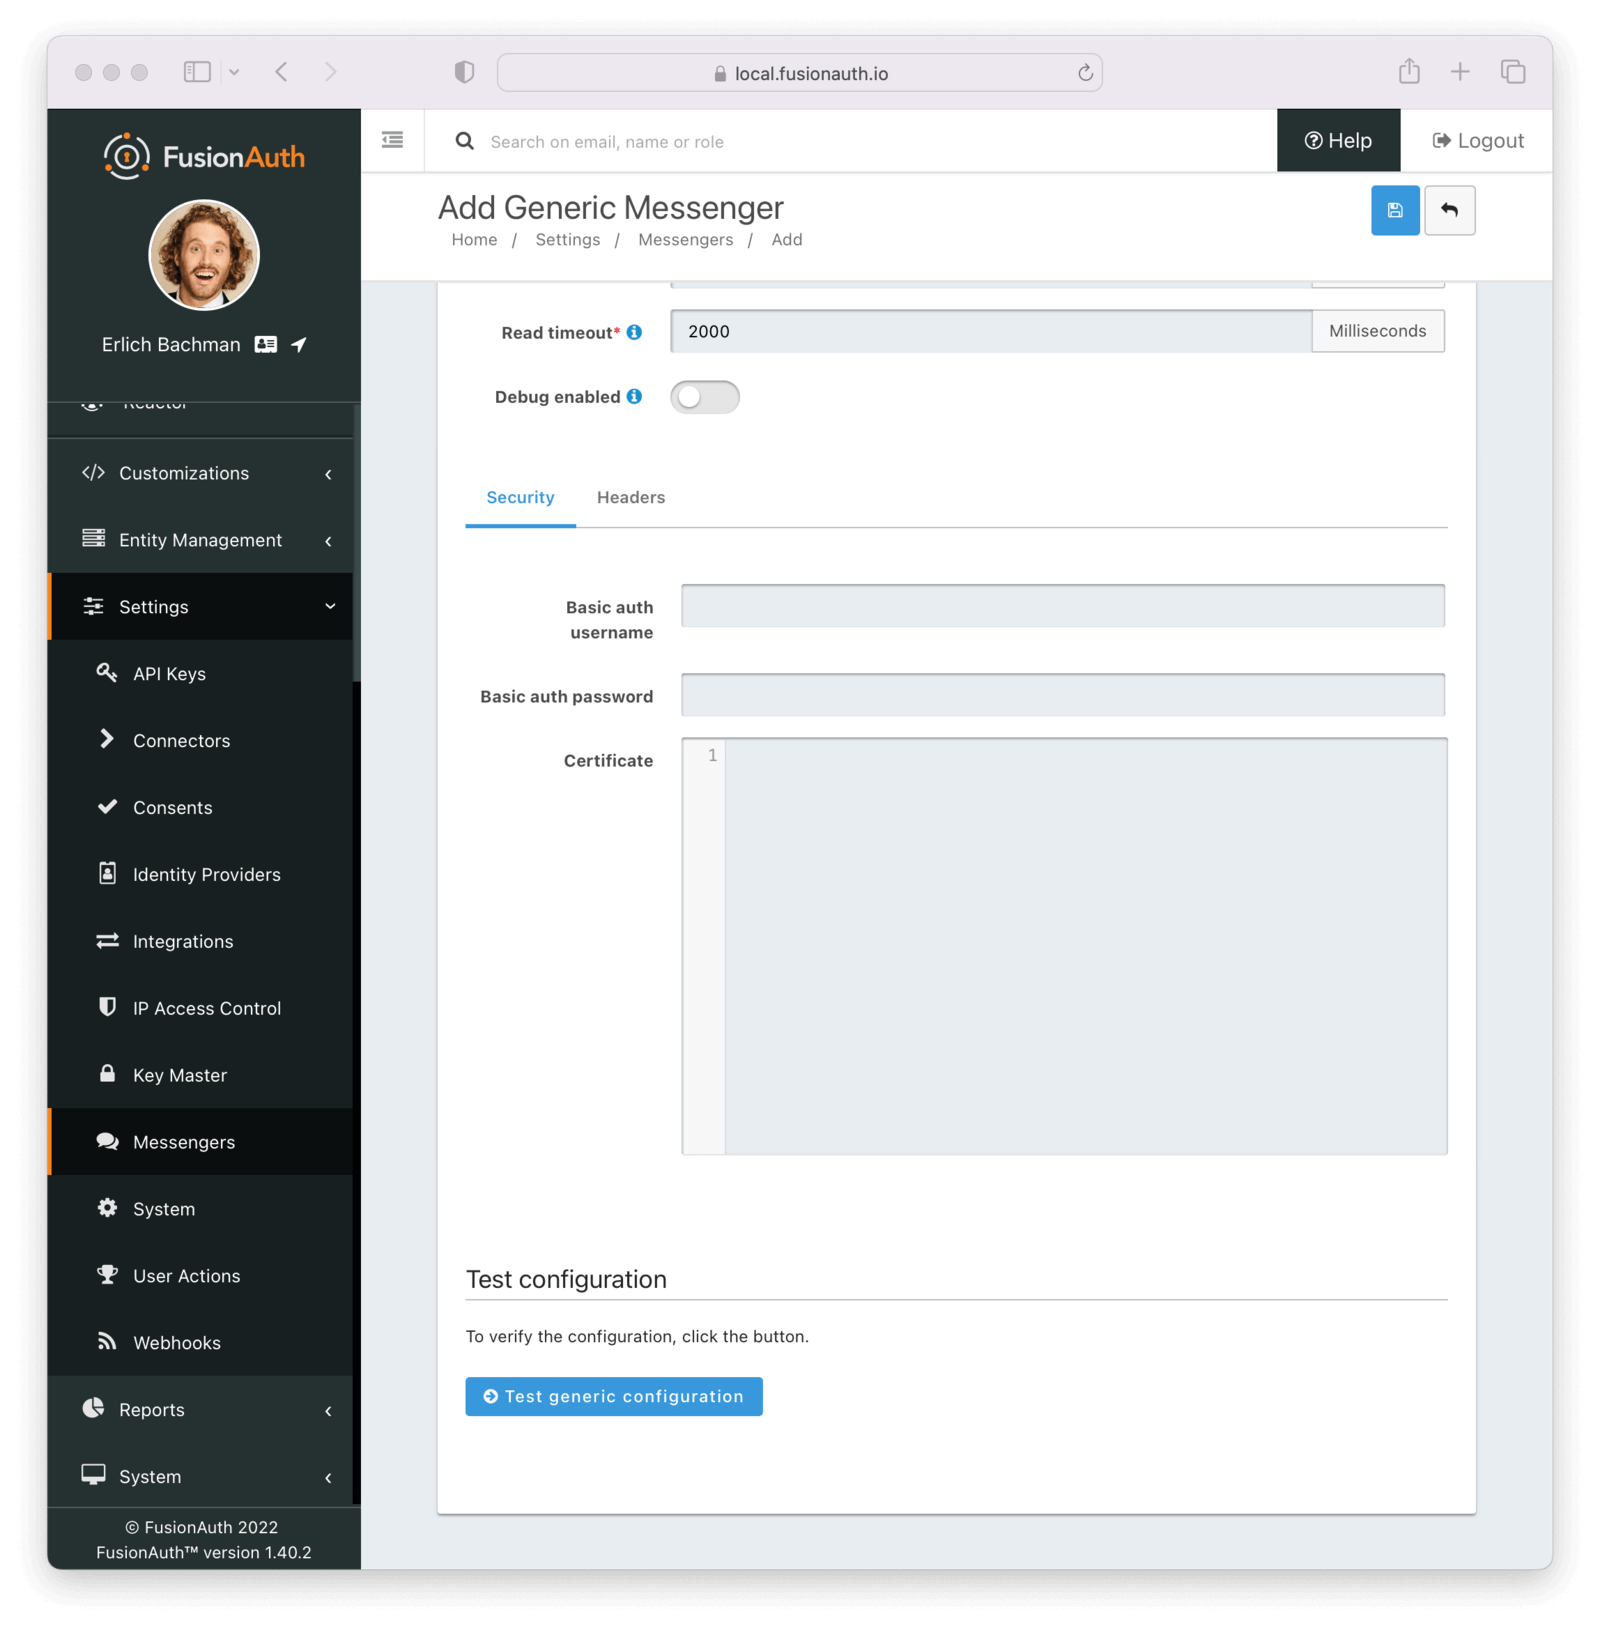 local.fusionauth.io
FusionAuth
Search on email, name or role
Help
Logout
Erlich Bachman
Reactor
Customizations
Entity Management
Settings
API Keys
Connectors
Consents
Identity Providers
Integrations
IP Access Control
Key Master
Messengers
System
User Actions
Webhooks
Reports
System
© FusionAuth 2022
FusionAuth™ version 1.40.2
Add Generic Messenger
Home / Settings / Messengers / Add
Read timeout* 2000 Milliseconds
Debug enabled
Security Headers
Basic auth
username
Basic auth password
Certificate 1
Test configuration
To verify the configuration, click the button.
Test generic configuration